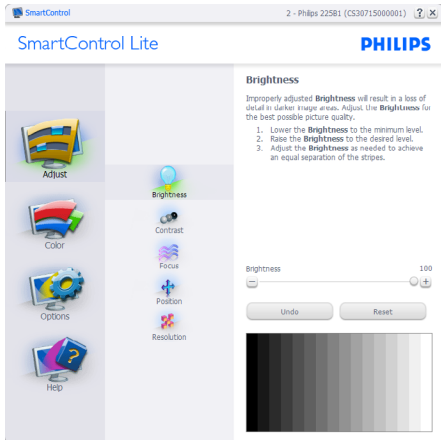 SmartControl
2 - Philips 225B1 (CS30715000001)
?
SmartControl Lite
PHILIPS
Brightness
Improperly adjusted Brightness will result in a loss of
detail in darker image areas. Adjust the Brightness for
the best possible picture quality.
1. Lower the Brightness to the minimum level.
2. Raise the Brightness to the desired level.
3. Adjust the Brightness as needed to achieve
an equal separation of the stripes.
Adjust
Color
Options
?
Help
Brightness
Contrast
Focus
Position
Resolution
Brightness 100
Undo
Reset